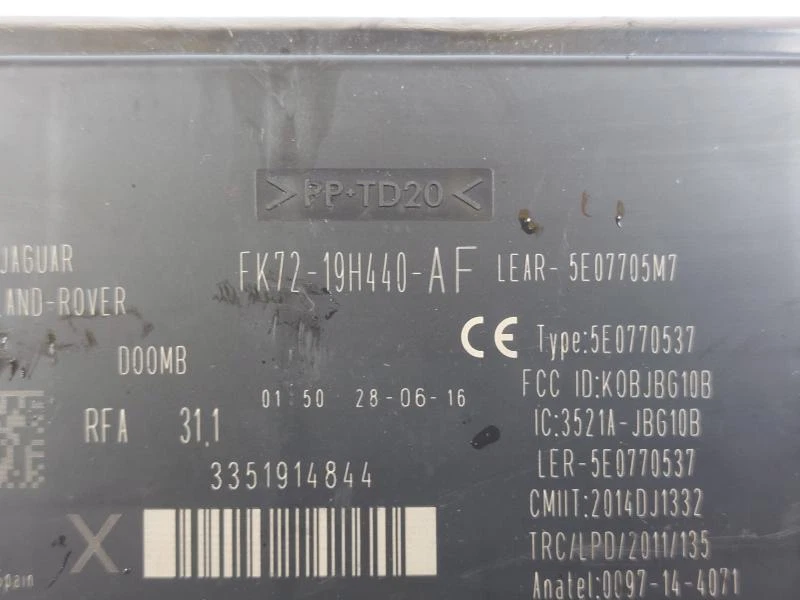 >PP+TD20<
JAGUAR
LAND-ROVER
FK72-19H440-AF
LEAR-5E07705M7
CE
Type:5E0770537
D00MB
FCC ID:K0BJBG10B
01 50 28-06-16
RFA 31,1
IC:3521A-JBG10B
LER-5E0770537
3351914844
CMIIT:2014DJ1332
X
TRC/LPD/2011/135
Spain
Anatel:0097-14-4071